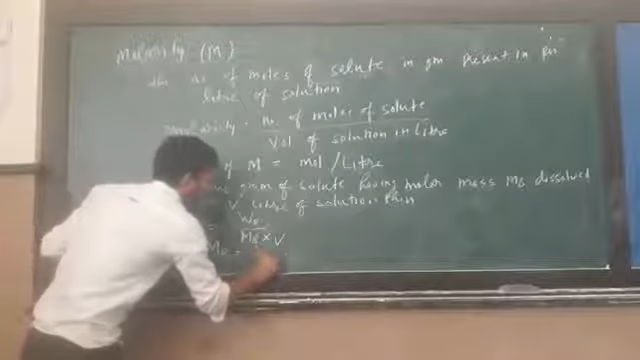 Molarity (M)
The no of moles of solute in gm present in per
litre of solution
Molarity = No. of moles of solute
Vol of solution in Litre
of M = mol / Litre
gram of solute having molar mass MB dissolved
V litre of solution then
= WB
MB × V
MB =